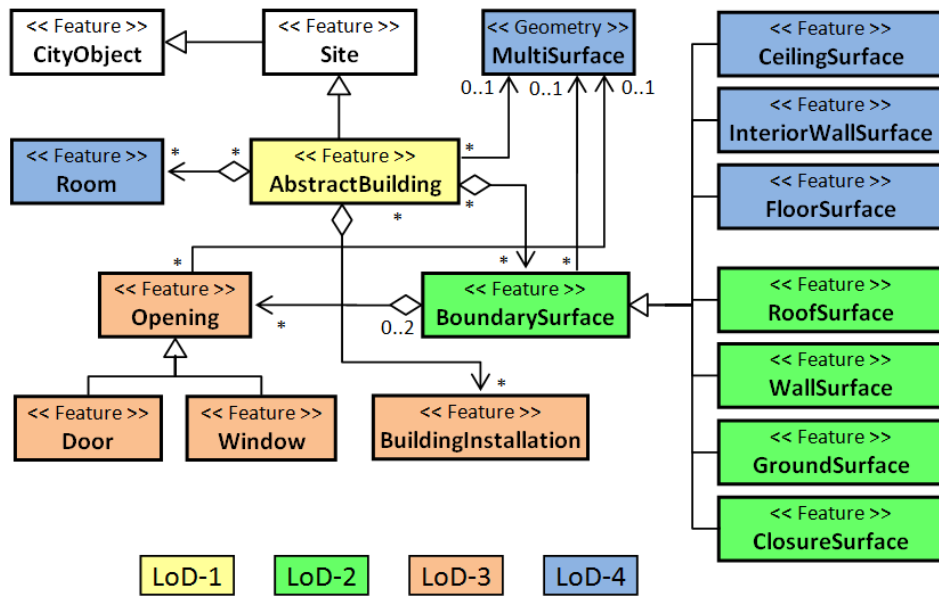 << Feature >>
CityObject
<< Feature >>
Site
<< Geometry >>
MultiSurface
0..1
0..1
0..1
<< Feature >>
CeilingSurface
<< Feature >>
InteriorWallSurface
<< Feature >>
FloorSurface
<< Feature >>
Room
*
*
<< Feature >>
AbstractBuilding
*
*
*
*
*
*
<< Feature >>
Opening
*
0..2
<< Feature >>
BoundarySurface
<< Feature >>
RoofSurface
<< Feature >>
WallSurface
<< Feature >>
GroundSurface
<< Feature >>
ClosureSurface
<< Feature >>
Door
<< Feature >>
Window
*
<< Feature >>
BuildingInstallation
LoD-1
LoD-2
LoD-3
LoD-4